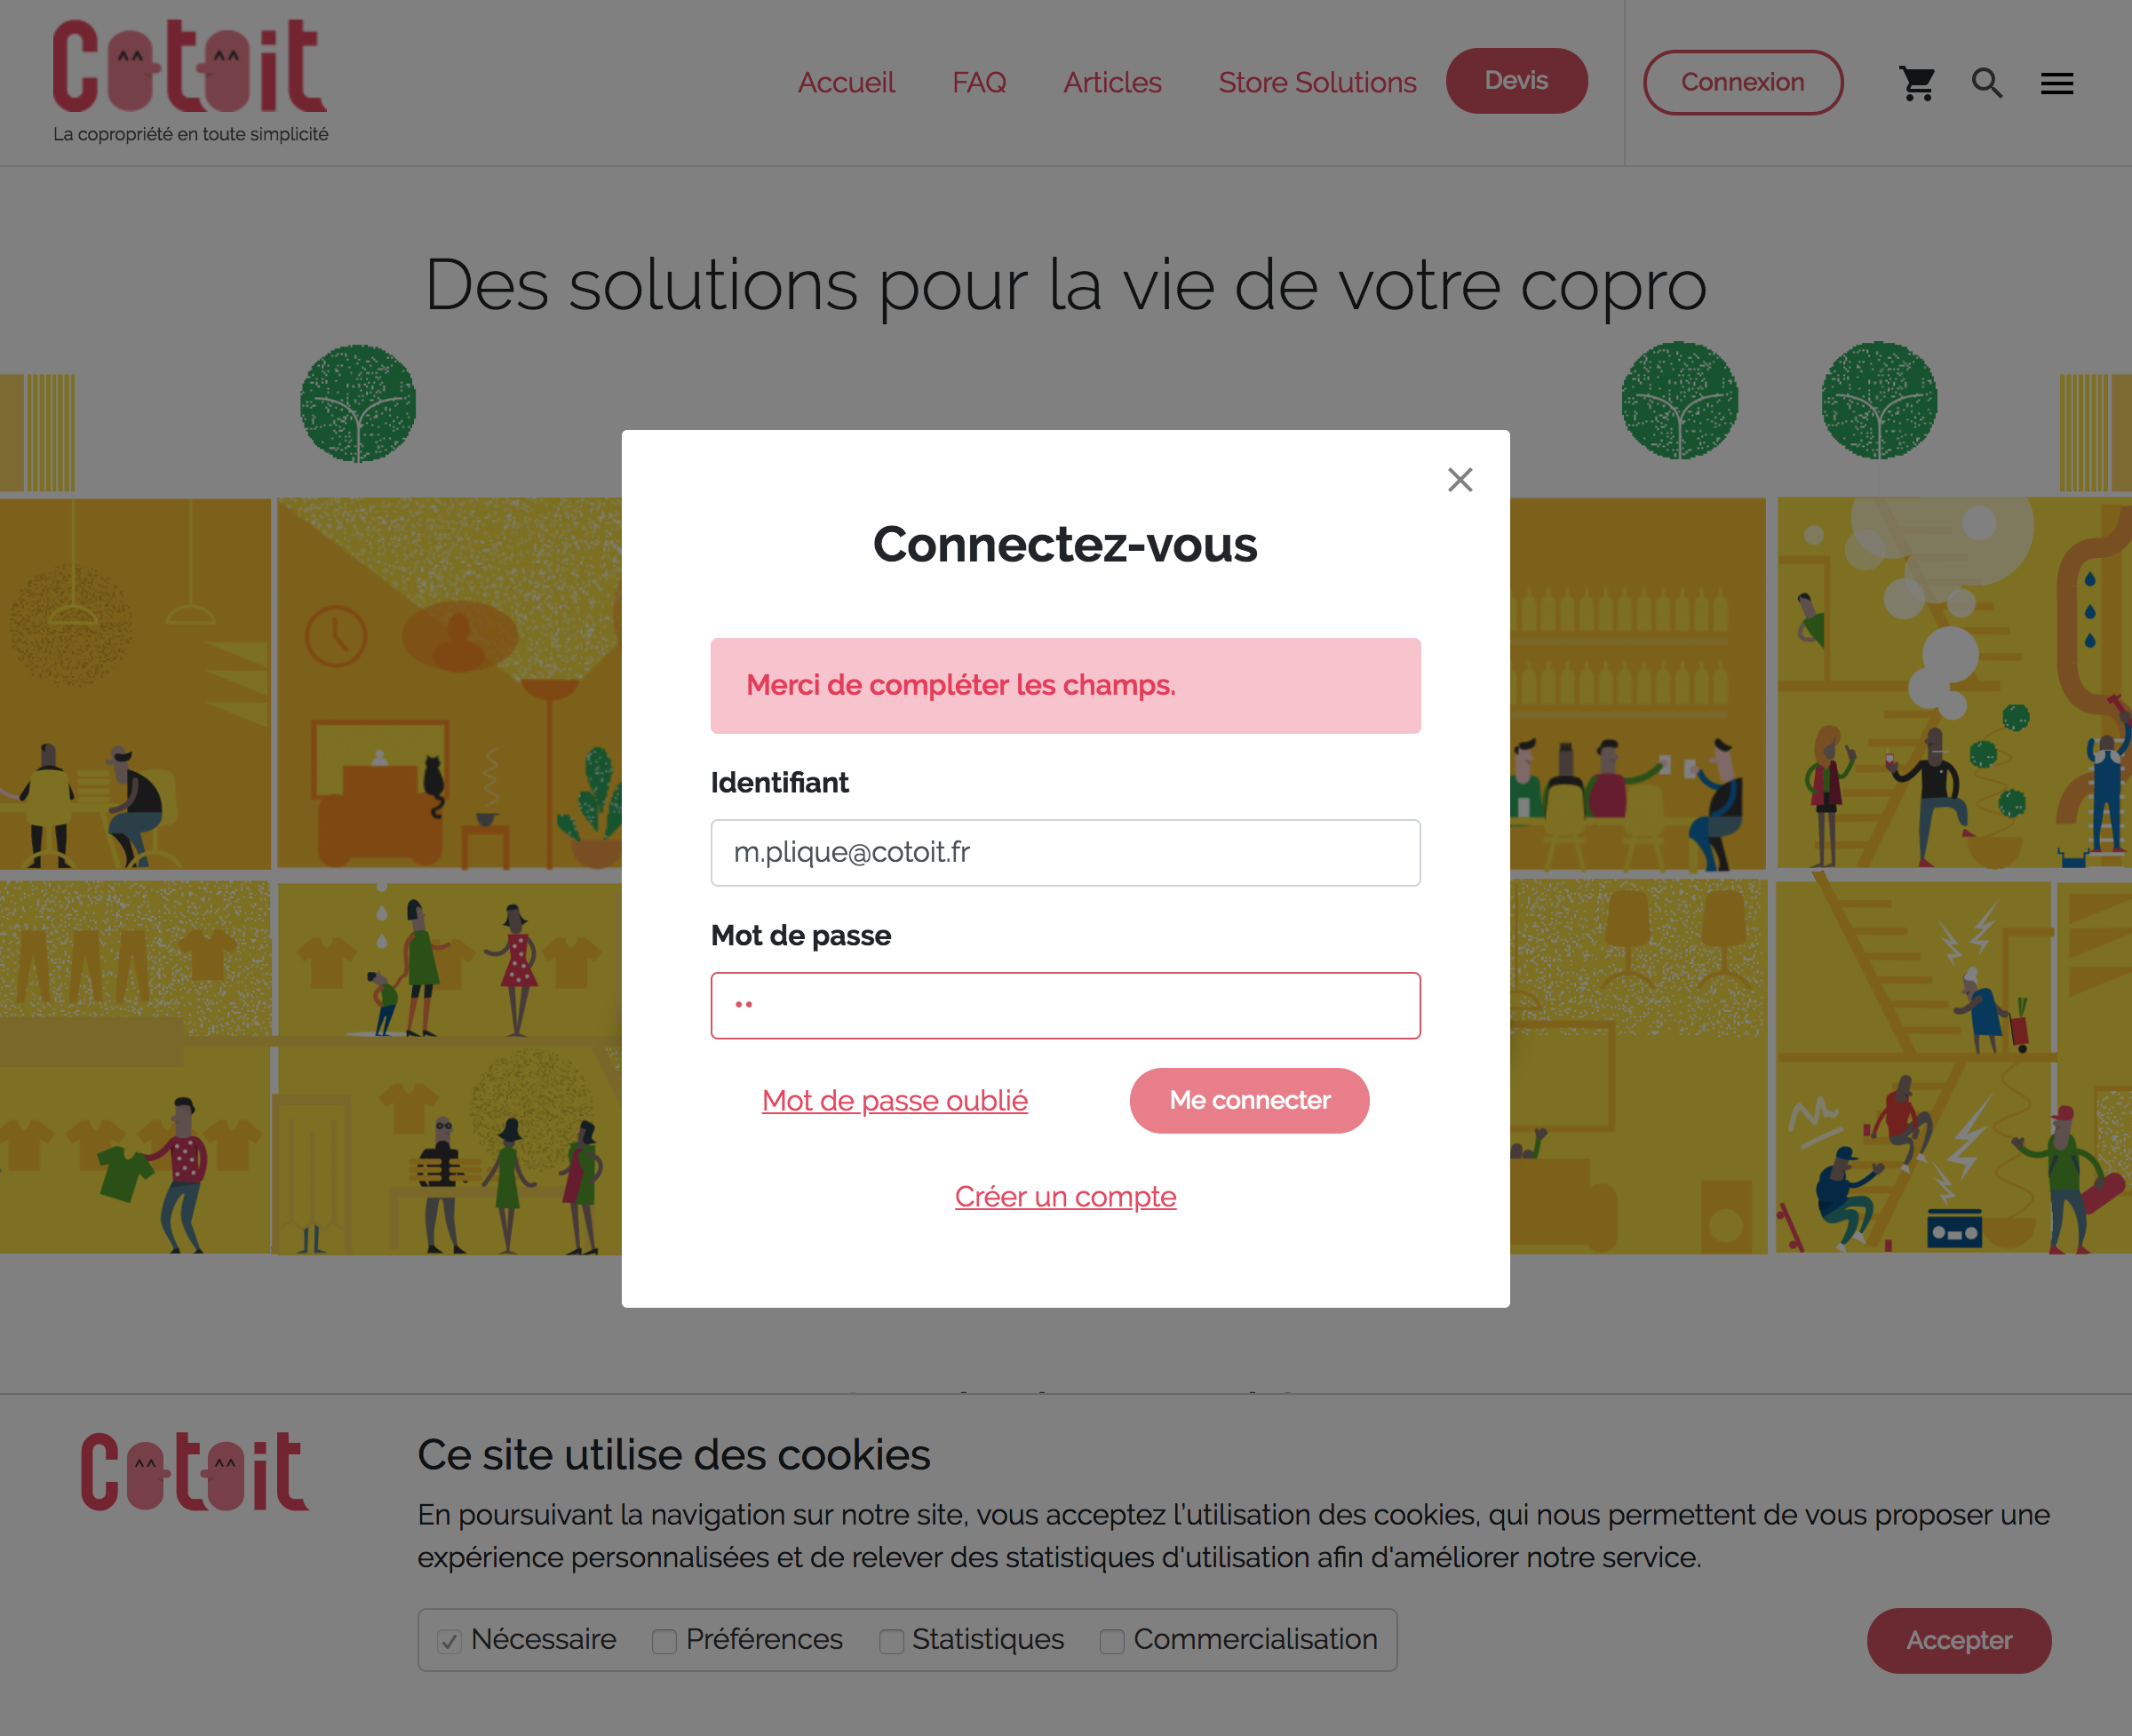 Cotoit
La copropriété en toute simplicité
Accueil
FAQ
Articles
Store Solutions
Devis
Connexion
Des solutions pour la vie de votre copro
Connectez-vous
Merci de compléter les champs.
Identifiant
m.plique@cotoit.fr
Mot de passe
••
Mot de passe oublié
Me connecter
Créer un compte
Cotoit
Ce site utilise des cookies
En poursuivant la navigation sur notre site, vous acceptez l'utilisation des cookies, qui nous permettent de vous proposer une
expérience personnalisées et de relever des statistiques d'utilisation afin d'améliorer notre service.
Nécessaire
Préférences
Statistiques
Commercialisation
Accepter